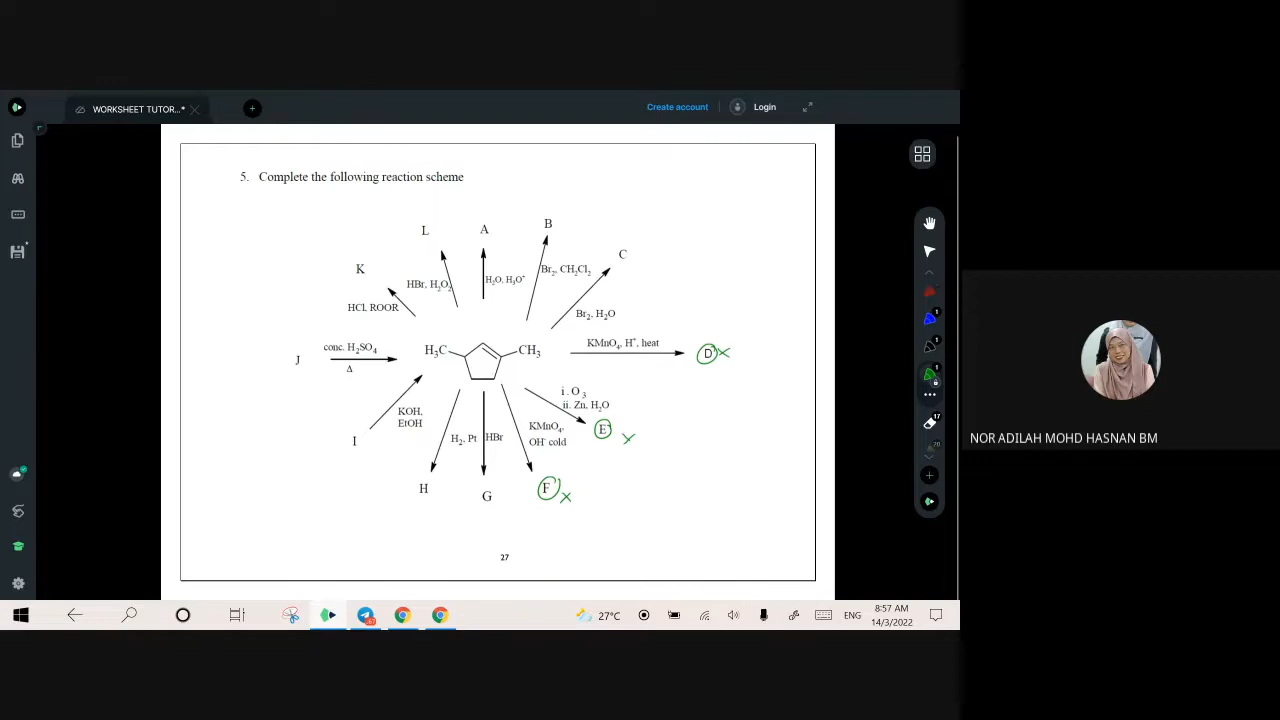 WORKSHEET TUTOR...*
Create account
Login
5. Complete the following reaction scheme
L
A
B
C
K
HBr, H2O2
H2O, H3O+
Br2, CH2Cl2
HCl, ROOR
Br2, H2O
J
conc. H2SO4
Δ
H3C
CH3
KMnO4, H+, heat
D
i . O3
ii. Zn, H2O
E
KOH,
EtOH
I
H2, Pt
HBr
KMnO4,
OH- cold
H
G
F
27
NOR ADILAH MOHD HASNAN BM
27°C
ENG
8:57 AM
14/3/2022